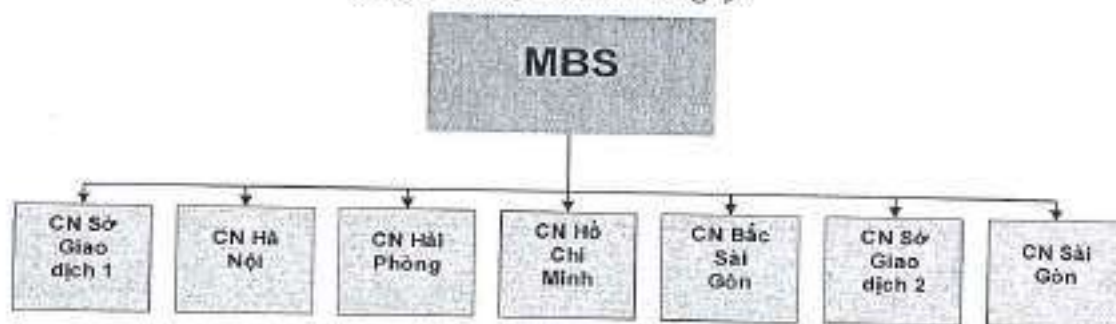 MBS
CN Sở
Giao
dịch 1
CN Hà
Nội
CN Hải
Phòng
CN Hồ
Chí
Minh
CN Bắc
Sài
Gòn
CN Sở
Giao
dịch 2
CN Sài
Gòn